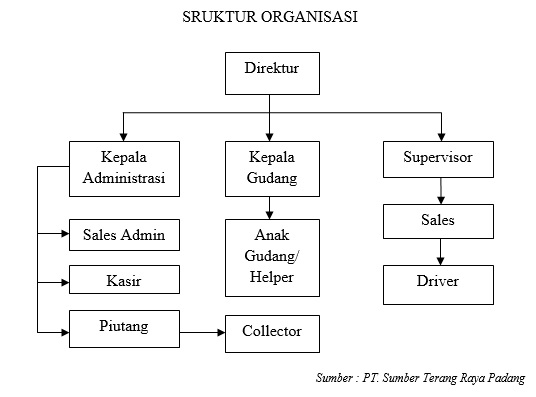 SRUKTUR ORGANISASI
Direktur
Kepala
Administrasi
Kepala
Gudang
Supervisor
Sales Admin
Anak
Gudang/
Helper
Sales
Kasir
Driver
Piutang
Collector
Sumber : PT. Sumber Terang Raya Padang